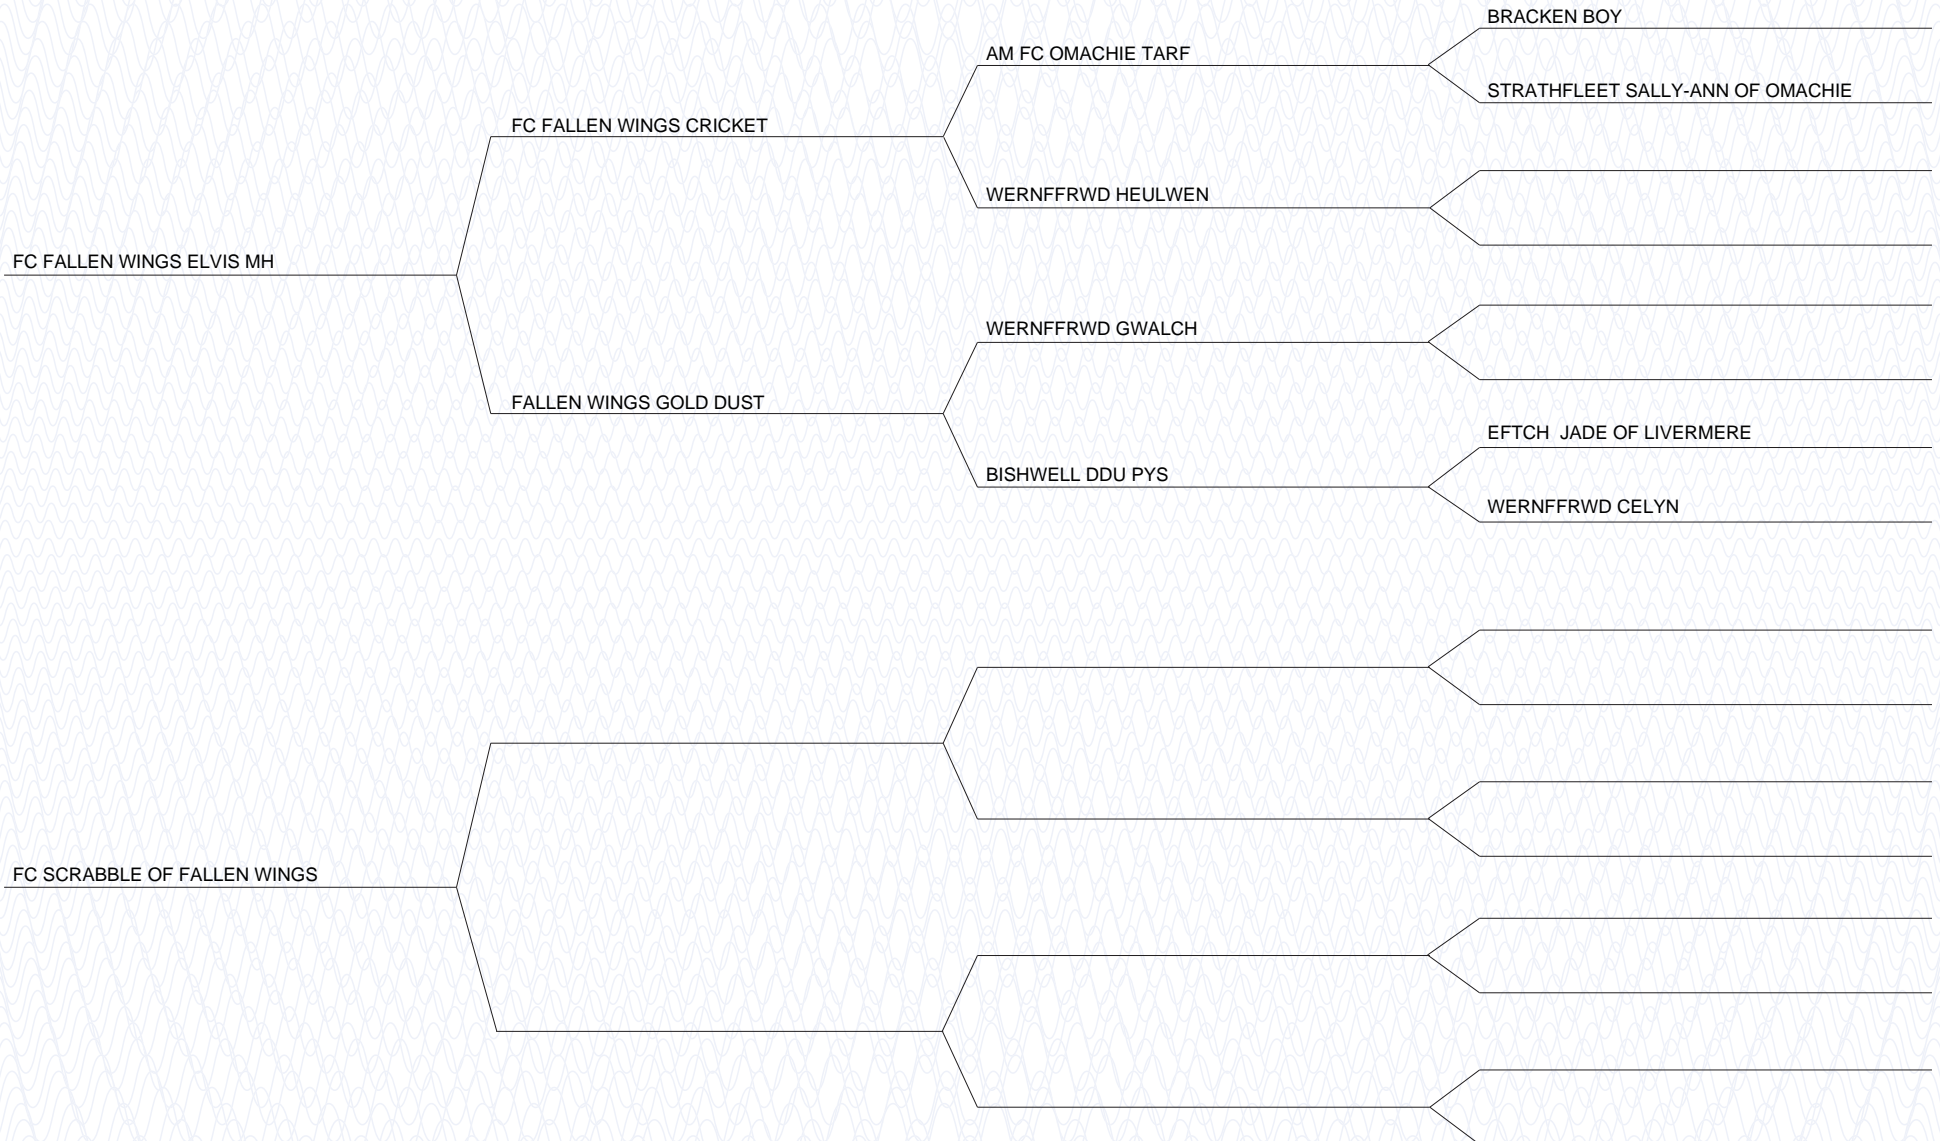 BRACKEN BOY
AM FC OMACHIE TARF
STRATHFLEET SALLY-ANN OF OMACHIE
FC FALLEN WINGS CRICKET
WERNFFRWD HEULWEN
FC FALLEN WINGS ELVIS MH
WERNFFRWD GWALCH
FALLEN WINGS GOLD DUST
EFTCH  JADE OF LIVERMERE
BISHWELL DDU PYS
WERNFFRWD CELYN
FC SCRABBLE OF FALLEN WINGS